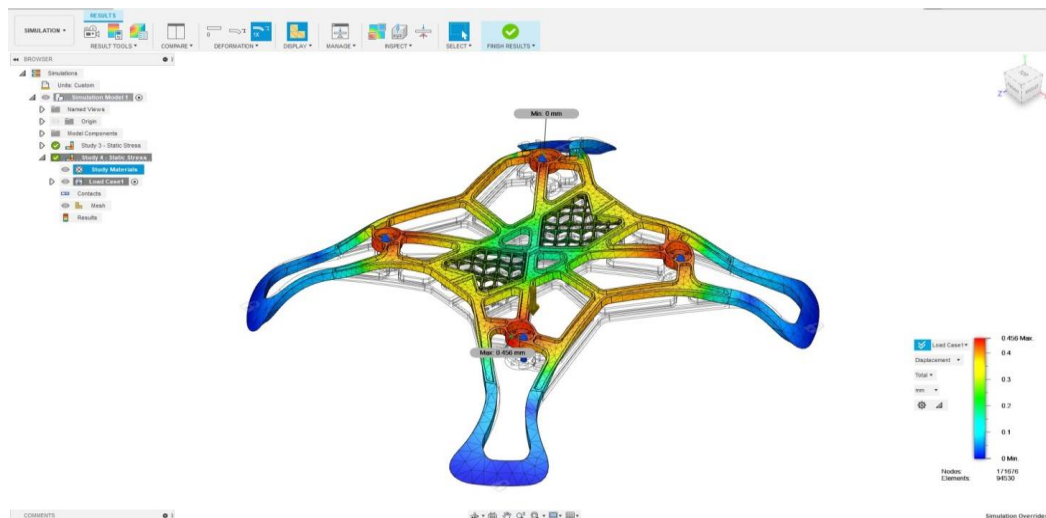 RESULTS
SIMULATION
RESULT TOOLS
COMPARE
DEFORMATION
DISPLAY
MANAGE
INSPECT
SELECT
FINISH RESULTS
BROWSER
Simulations
Units: Custom
Simulation Model 1
Named Views
Origin
Model Components
Study 3 - Static Stress
Study 4 - Static Stress
Study Materials
Load Case1
Contacts
Mesh
Results
Min: 0 mm
Max: 0.456 mm
Load Case1
Displacement
Total
mm
0.456 Max.
0.4
0.3
0.2
0.1
0 Min.
Nodes: 171676
Elements: 94530
COMMENTS
Simulation Overrides